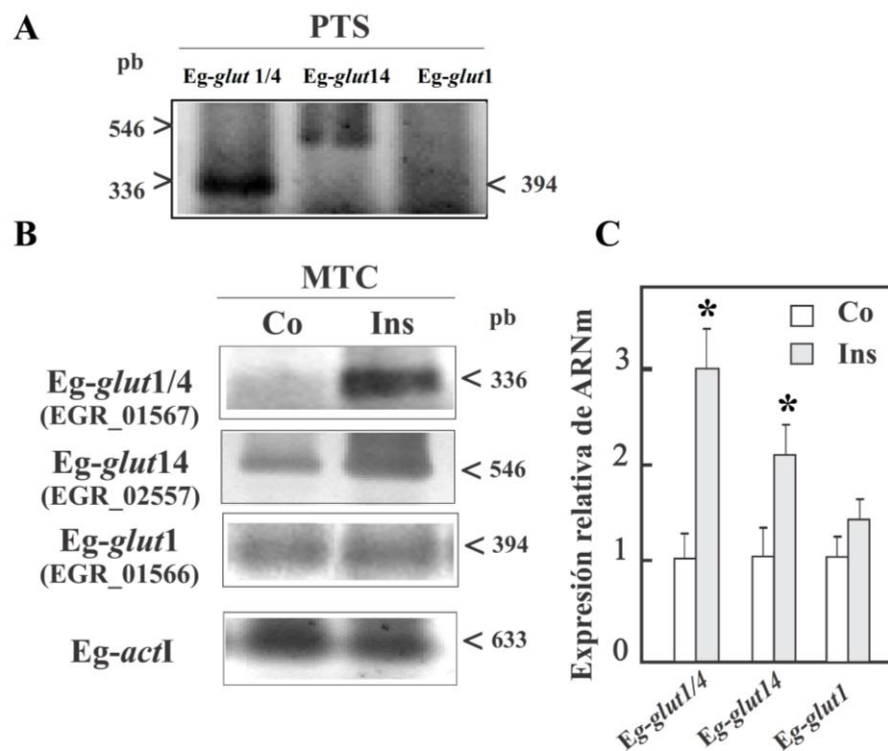 A
PTS
pb
Eg-glut 1/4 Eg-glut14 Eg-glut1
546 >
336 > < 394
B
MTC
Co Ins pb
Eg-glut1/4
(EGR_01567)
< 336
Eg-glut14
(EGR_02557)
< 546
Eg-glut1
(EGR_01566)
< 394
Eg-actI
< 633
C
Expresión relativa de ARNm
3
2
1
0
* *
Co
Ins
Eg-glut1/4
Eg-glut14
Eg-glut1